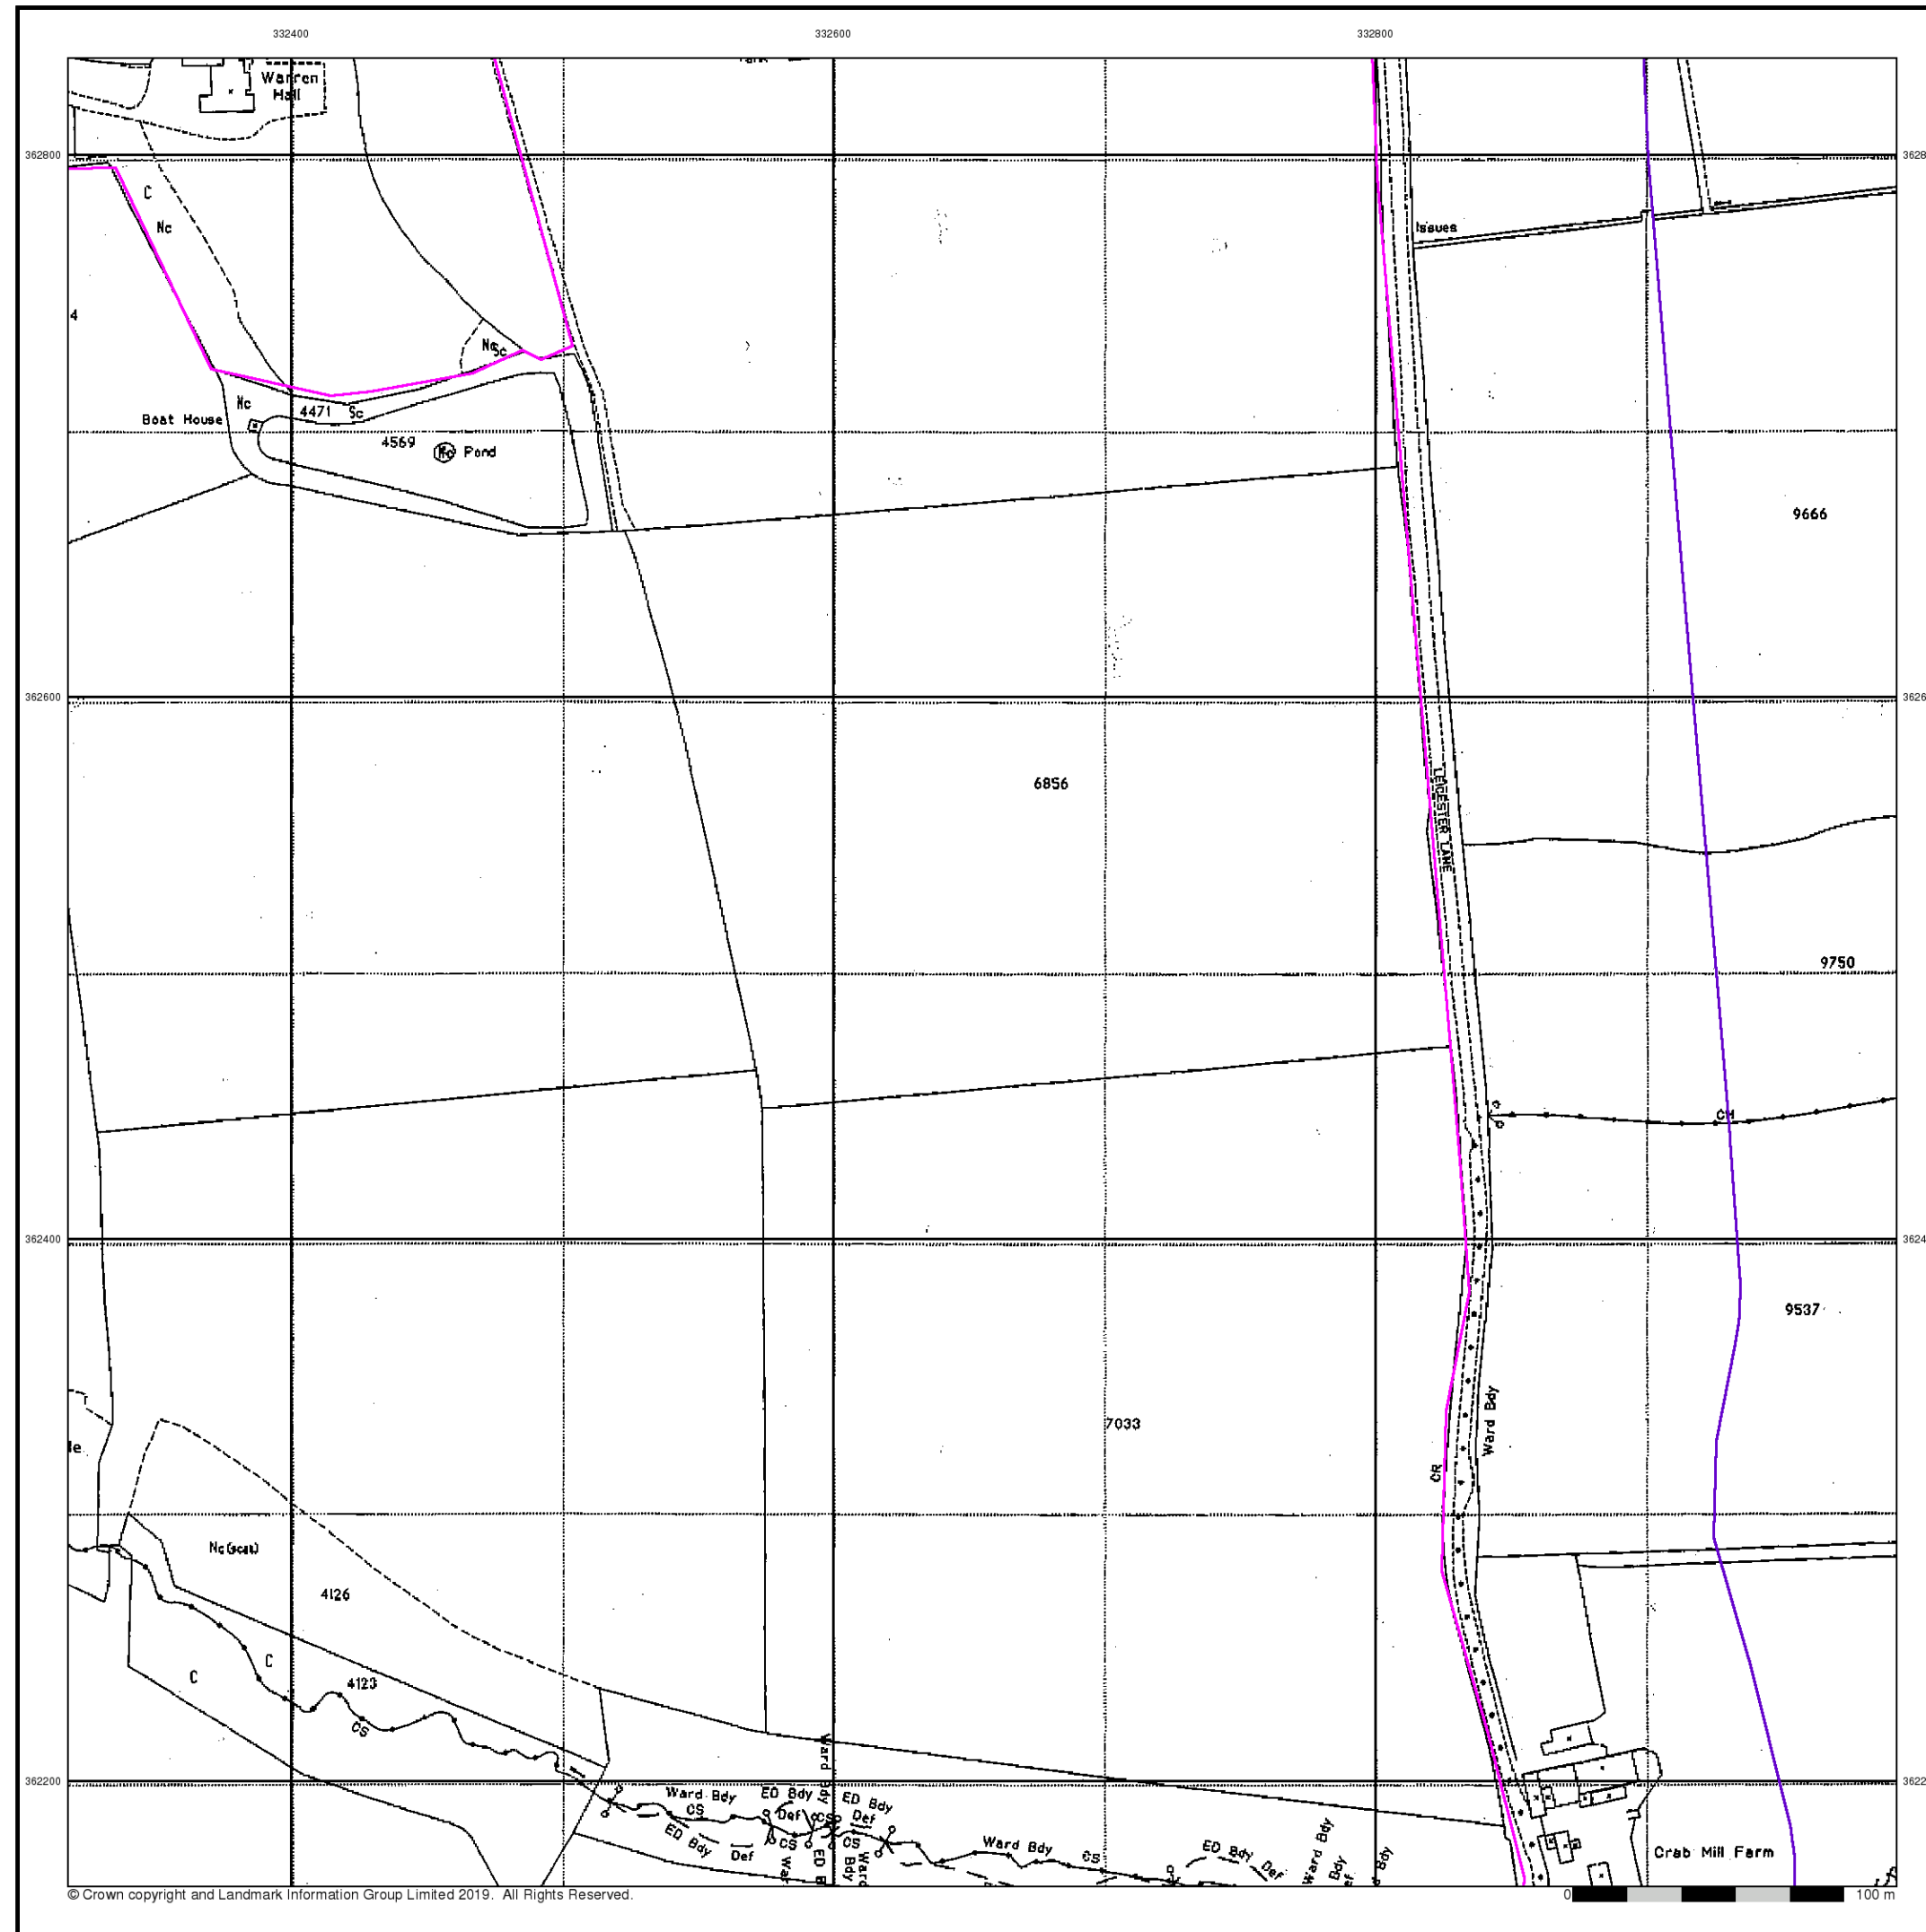 332400
332600
332800
Warren
Hall
362800
C
Nc
Issues
4
Nc
Sc
Nc
Boat House
4471
Sc
4569
Nc
Pond
9666
362600
6856
LEICESTER LANE
9750
CH
362400
9537
7033
Ward Bdy
CR
Nc (scat)
4126
C
C
4123
CS
362200
Ward Bdy
CS
ED Bdy
Def
ED Bdy
Def
Ward Bdy
ED Bdy
Def
CS
CS
CS
Ward Bdy
CS
ED Bdy
Def
Ward Bdy
Bdy
Bdy
Crab Mill Farm
© Crown copyright and Landmark Information Group Limited 2019. All Rights Reserved.
0
100 m